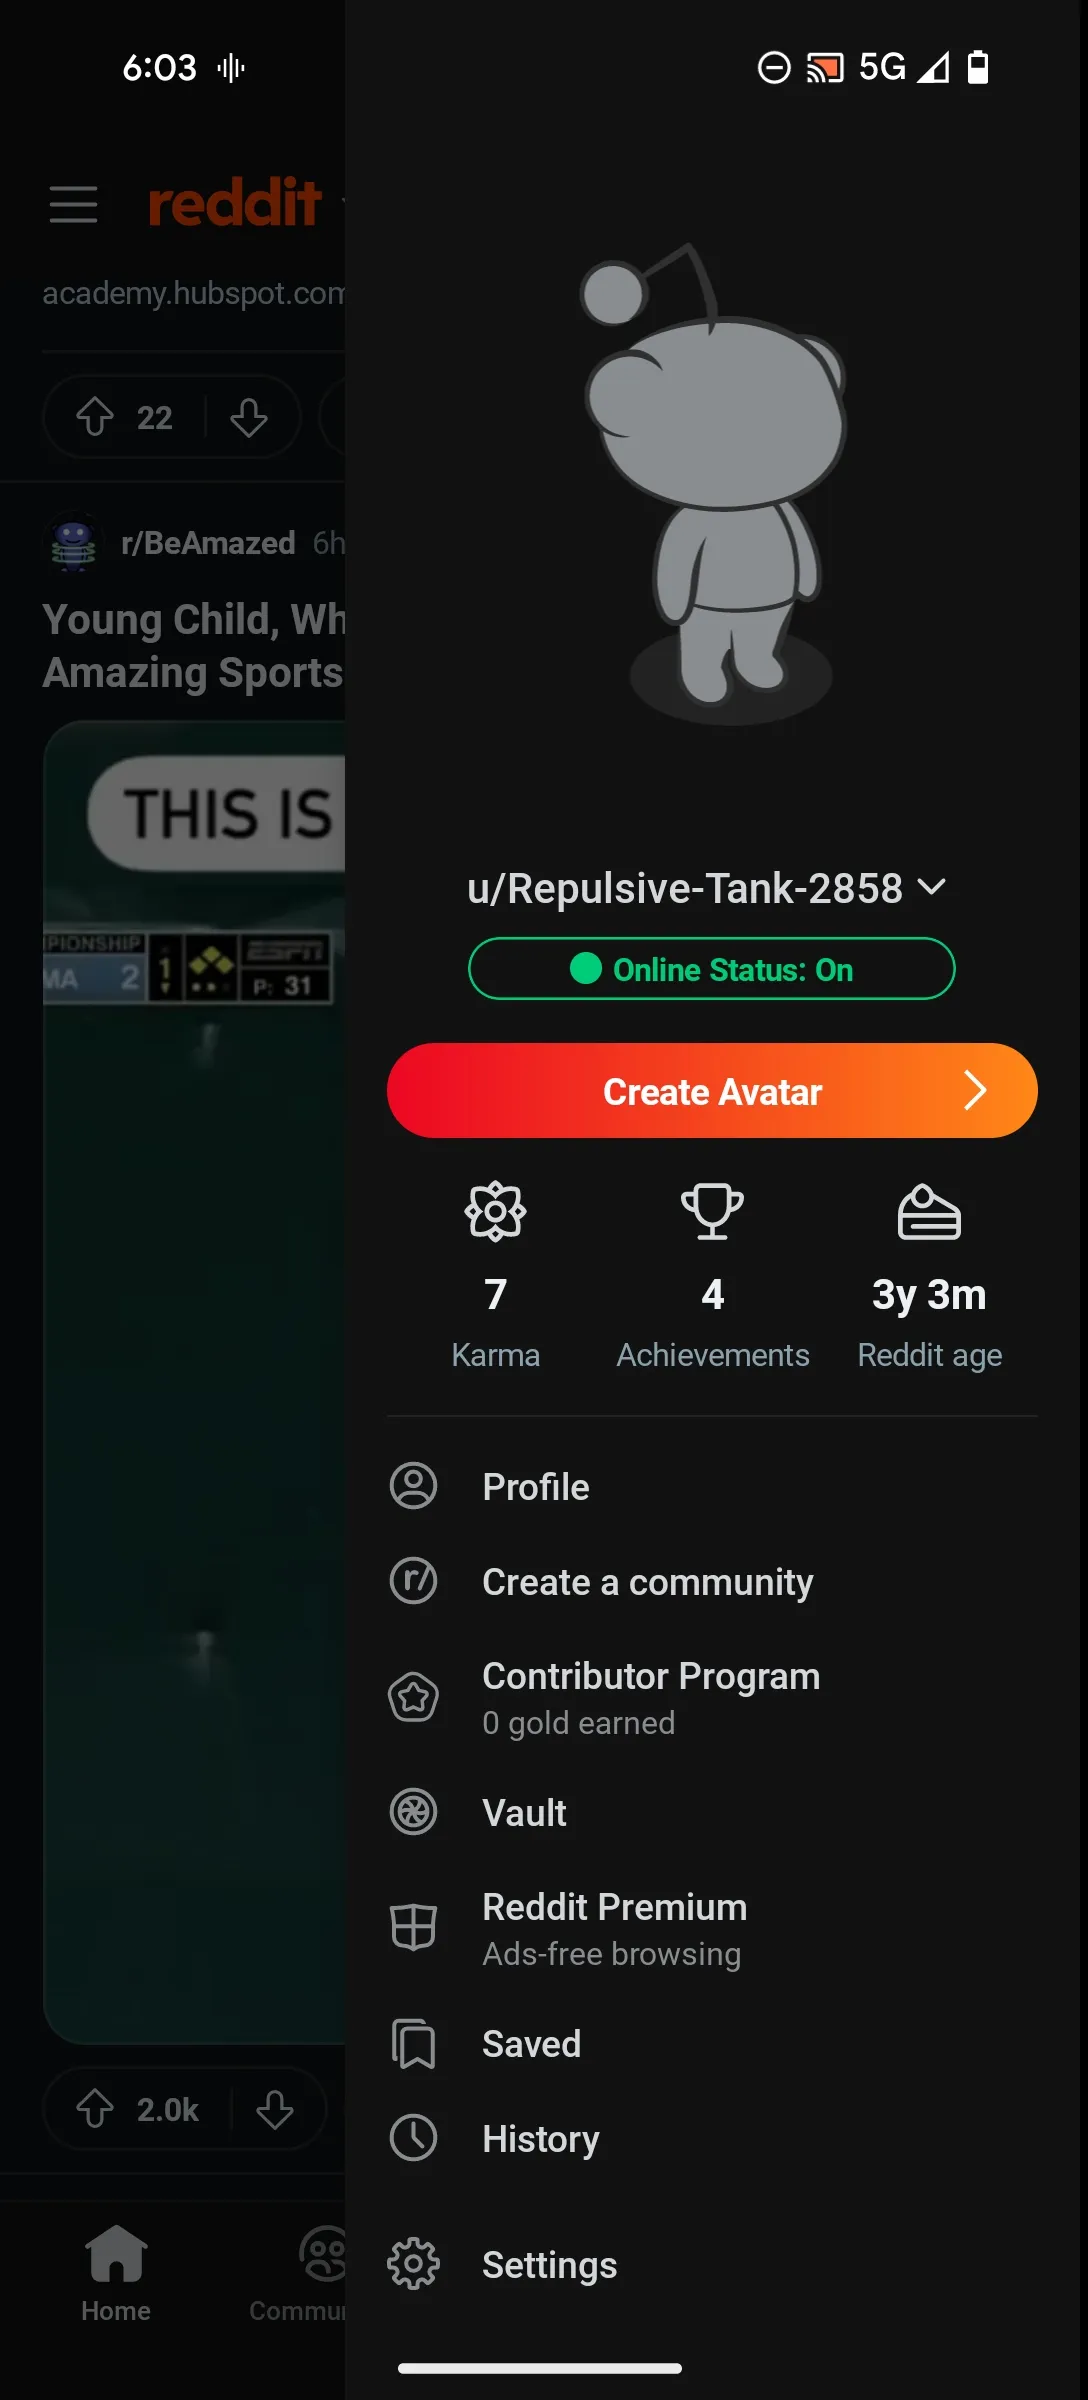 6:03
5G
reddit
academy.hubspot.com
22
r/BeAmazed 6h
Young Child, Wh
Amazing Sports
THIS IS
PIONSHIP
MA 2 1 ESPN
P: 31
2.0k
Home
Commun
u/Repulsive-Tank-2858
Online Status: On
Create Avatar
7
Karma
4
Achievements
3y 3m
Reddit age
Profile
r/
Create a community
Contributor Program
0 gold earned
Vault
Reddit Premium
Ads-free browsing
Saved
History
Settings